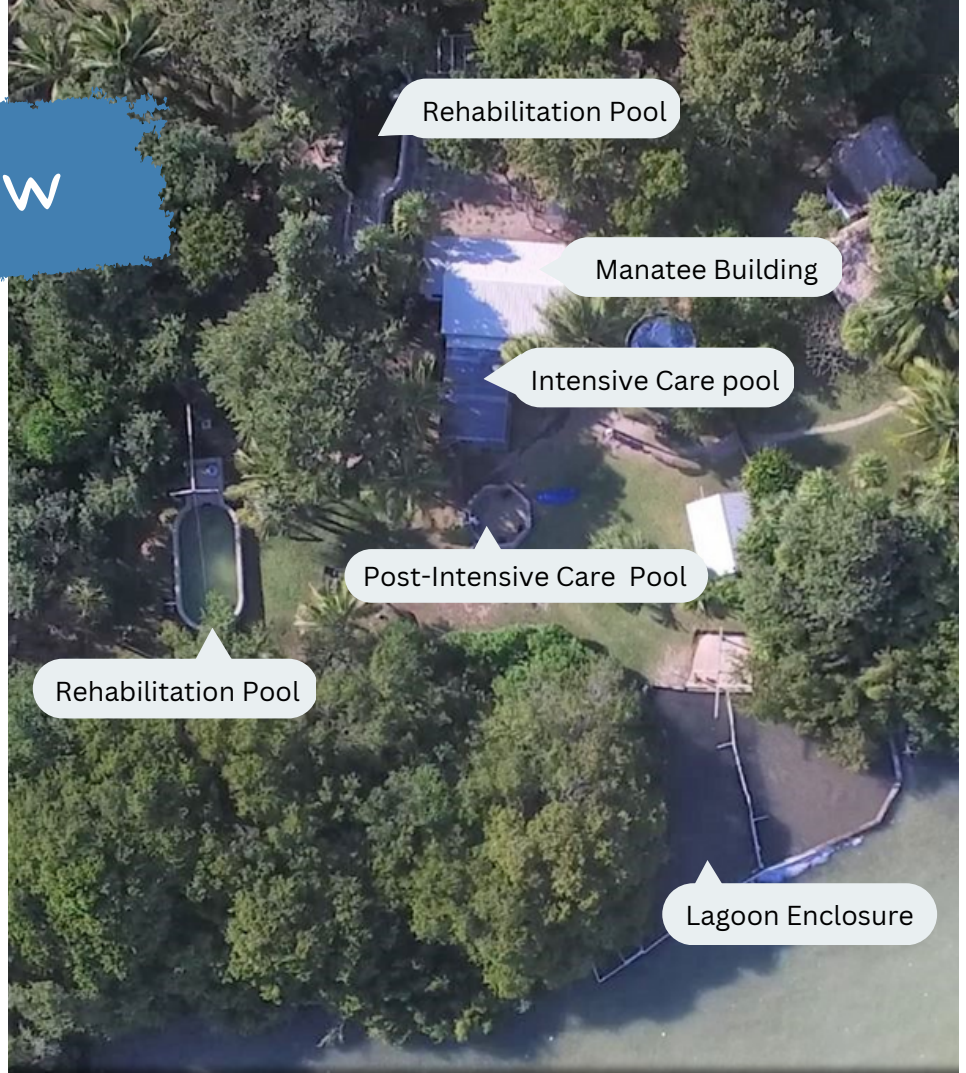 Rehabilitation Pool
W
Manatee Building
Intensive Care pool
Post-Intensive Care Pool
Rehabilitation Pool
Lagoon Enclosure